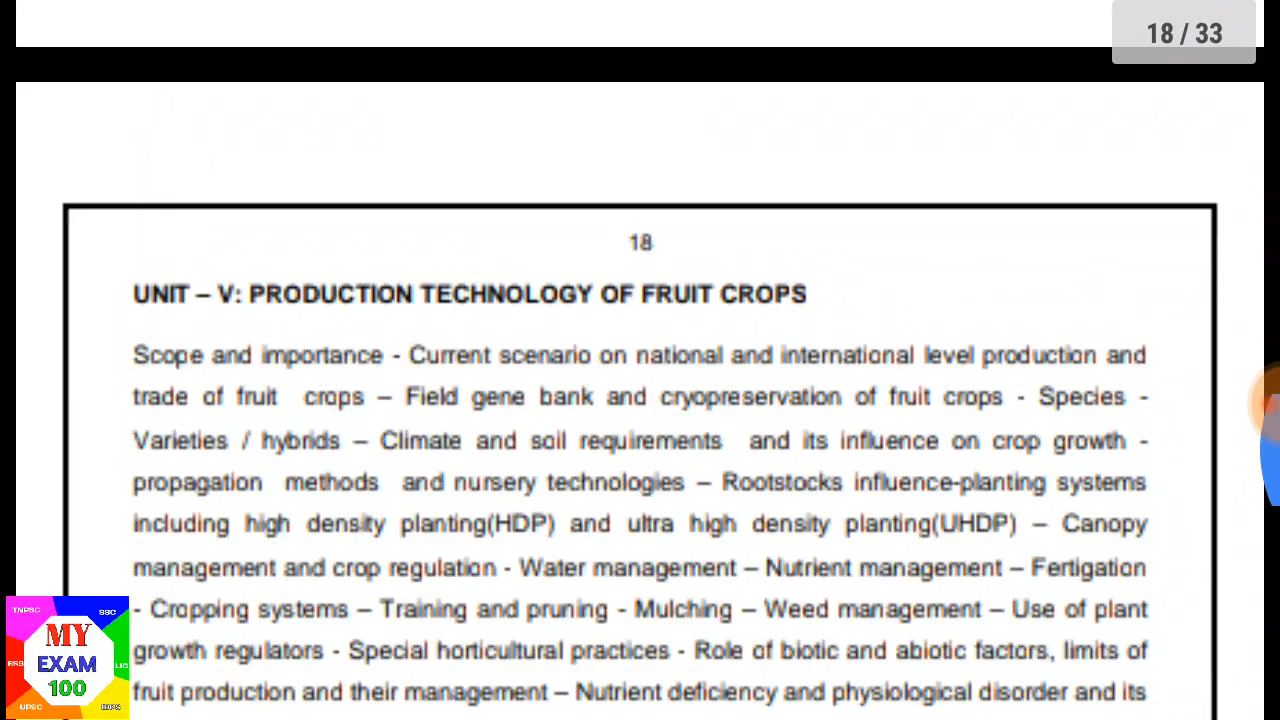 18 / 33
18
UNIT – V: PRODUCTION TECHNOLOGY OF FRUIT CROPS
Scope and importance - Current scenario on national and international level production and
trade of fruit crops – Field gene bank and cryopreservation of fruit crops - Species -
Varieties / hybrids – Climate and soil requirements and its influence on crop growth -
propagation methods and nursery technologies – Rootstocks influence-planting systems
including high density planting(HDP) and ultra high density planting(UHDP) – Canopy
management and crop regulation - Water management – Nutrient management – Fertigation
- Cropping systems – Training and pruning - Mulching – Weed management – Use of plant
growth regulators - Special horticultural practices - Role of biotic and abiotic factors, limits of
fruit production and their management – Nutrient deficiency and physiological disorder and its
TNPSC
SSC
MY
RRB
EXAM
LIC
100
UPSC
IBPS